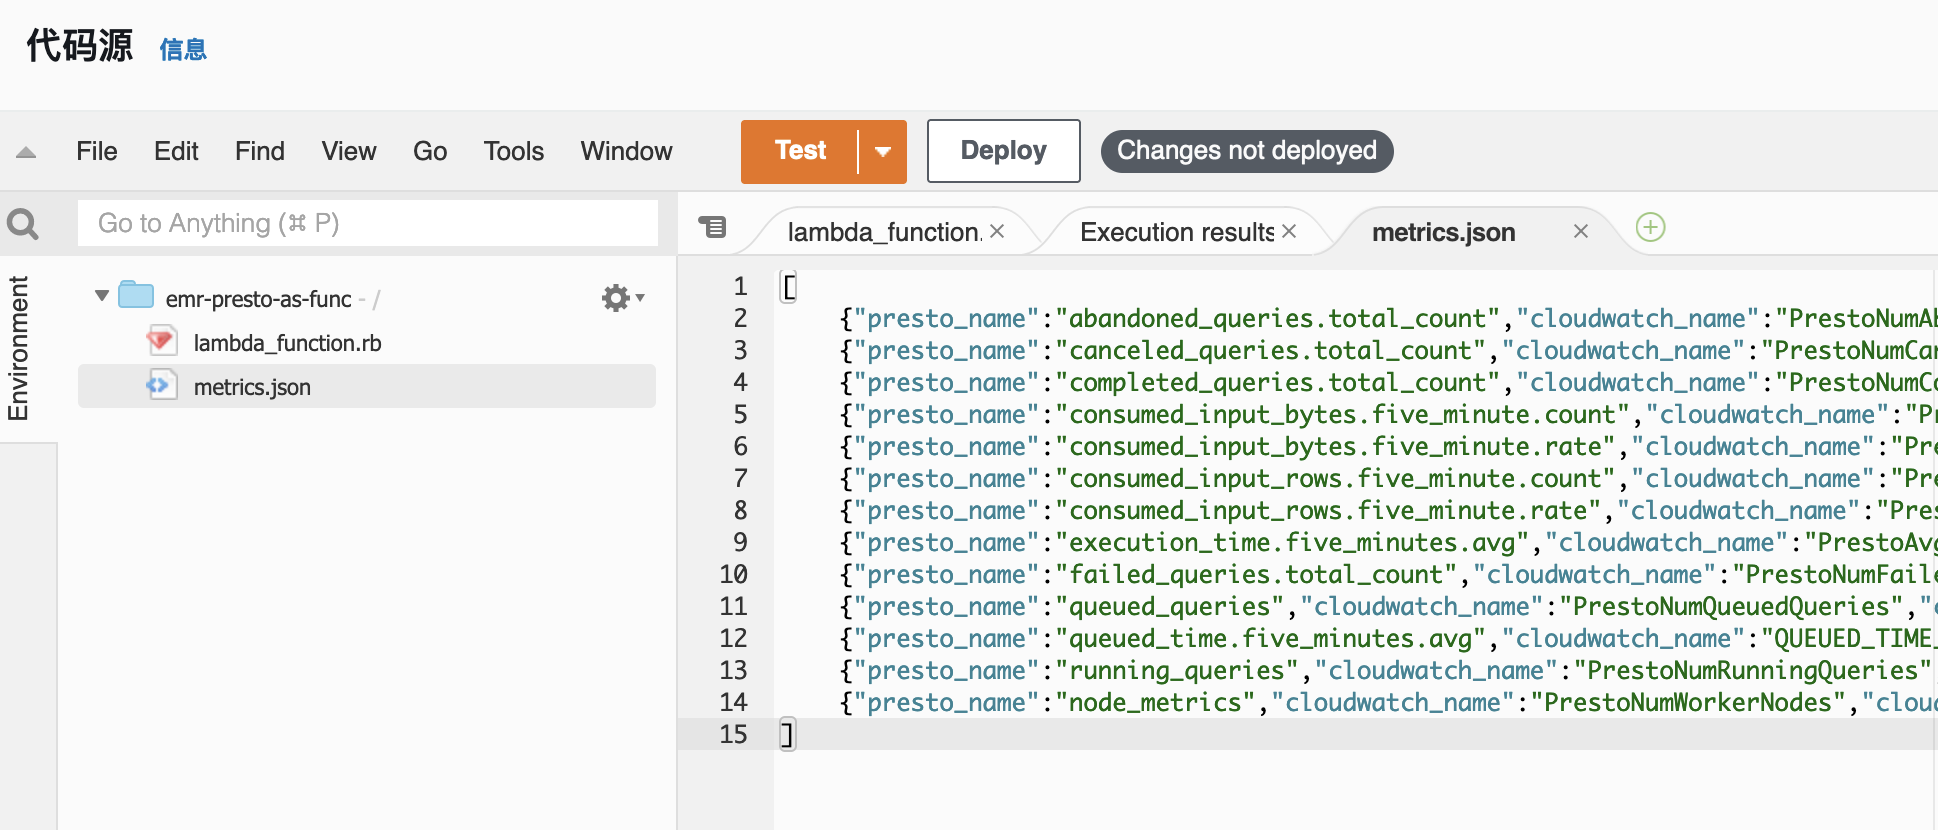 代码源 信息
File Edit Find View Go Tools Window Test Deploy Changes not deployed
Go to Anything (⌘ P)
lambda_function. Execution results metrics.json
Environment
emr-presto-as-func - /
lambda_function.rb
metrics.json
1 [
2 {"presto_name":"abandoned_queries.total_count","cloudwatch_name":"PrestoNumAb
3 {"presto_name":"canceled_queries.total_count","cloudwatch_name":"PrestoNumCan
4 {"presto_name":"completed_queries.total_count","cloudwatch_name":"PrestoNumCo
5 {"presto_name":"consumed_input_bytes.five_minute.count","cloudwatch_name":"Pr
6 {"presto_name":"consumed_input_bytes.five_minute.rate","cloudwatch_name":"Pre
7 {"presto_name":"consumed_input_rows.five_minute.count","cloudwatch_name":"Pre
8 {"presto_name":"consumed_input_rows.five_minute.rate","cloudwatch_name":"Pres
9 {"presto_name":"execution_time.five_minutes.avg","cloudwatch_name":"PrestoAvg
10 {"presto_name":"failed_queries.total_count","cloudwatch_name":"PrestoNumFaile
11 {"presto_name":"queued_queries","cloudwatch_name":"PrestoNumQueuedQueries","c
12 {"presto_name":"queued_time.five_minutes.avg","cloudwatch_name":"QUEUED_TIME_
13 {"presto_name":"running_queries","cloudwatch_name":"PrestoNumRunningQueries"
14 {"presto_name":"node_metrics","cloudwatch_name":"PrestoNumWorkerNodes","cloud
15 ]